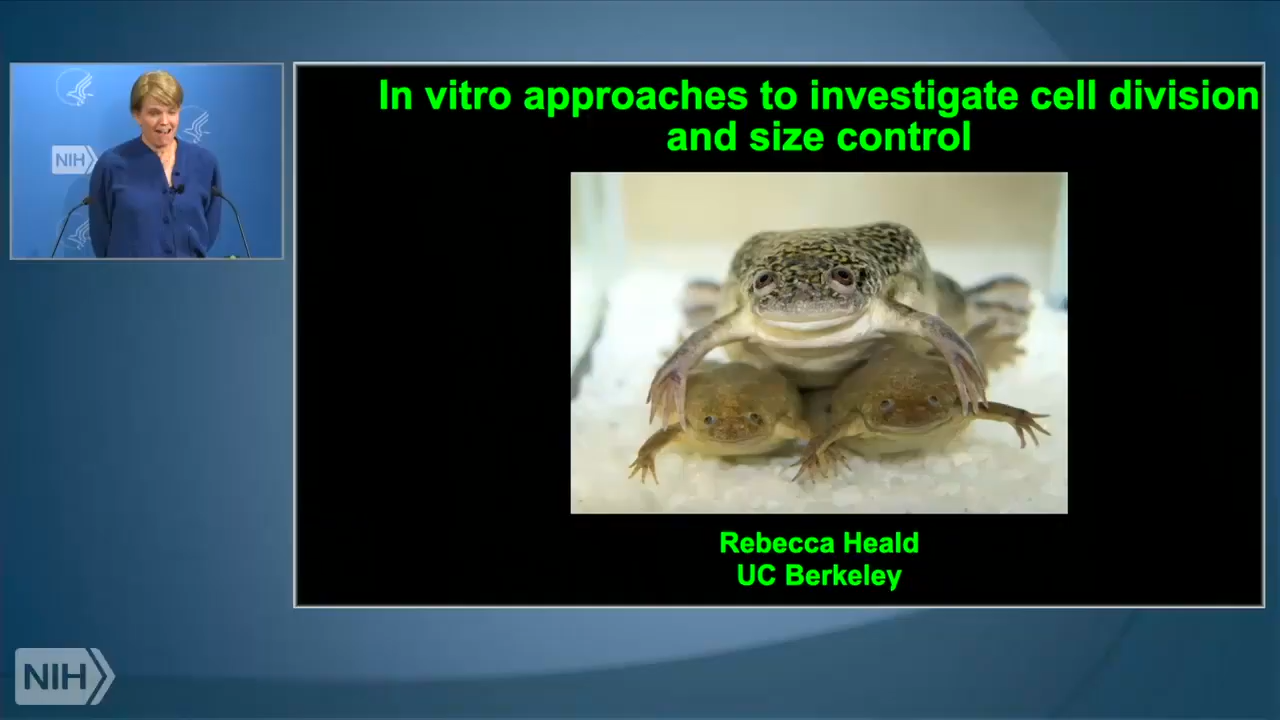 NIH
In vitro approaches to investigate cell division
and size control
Rebecca Heald
UC Berkeley
NIH